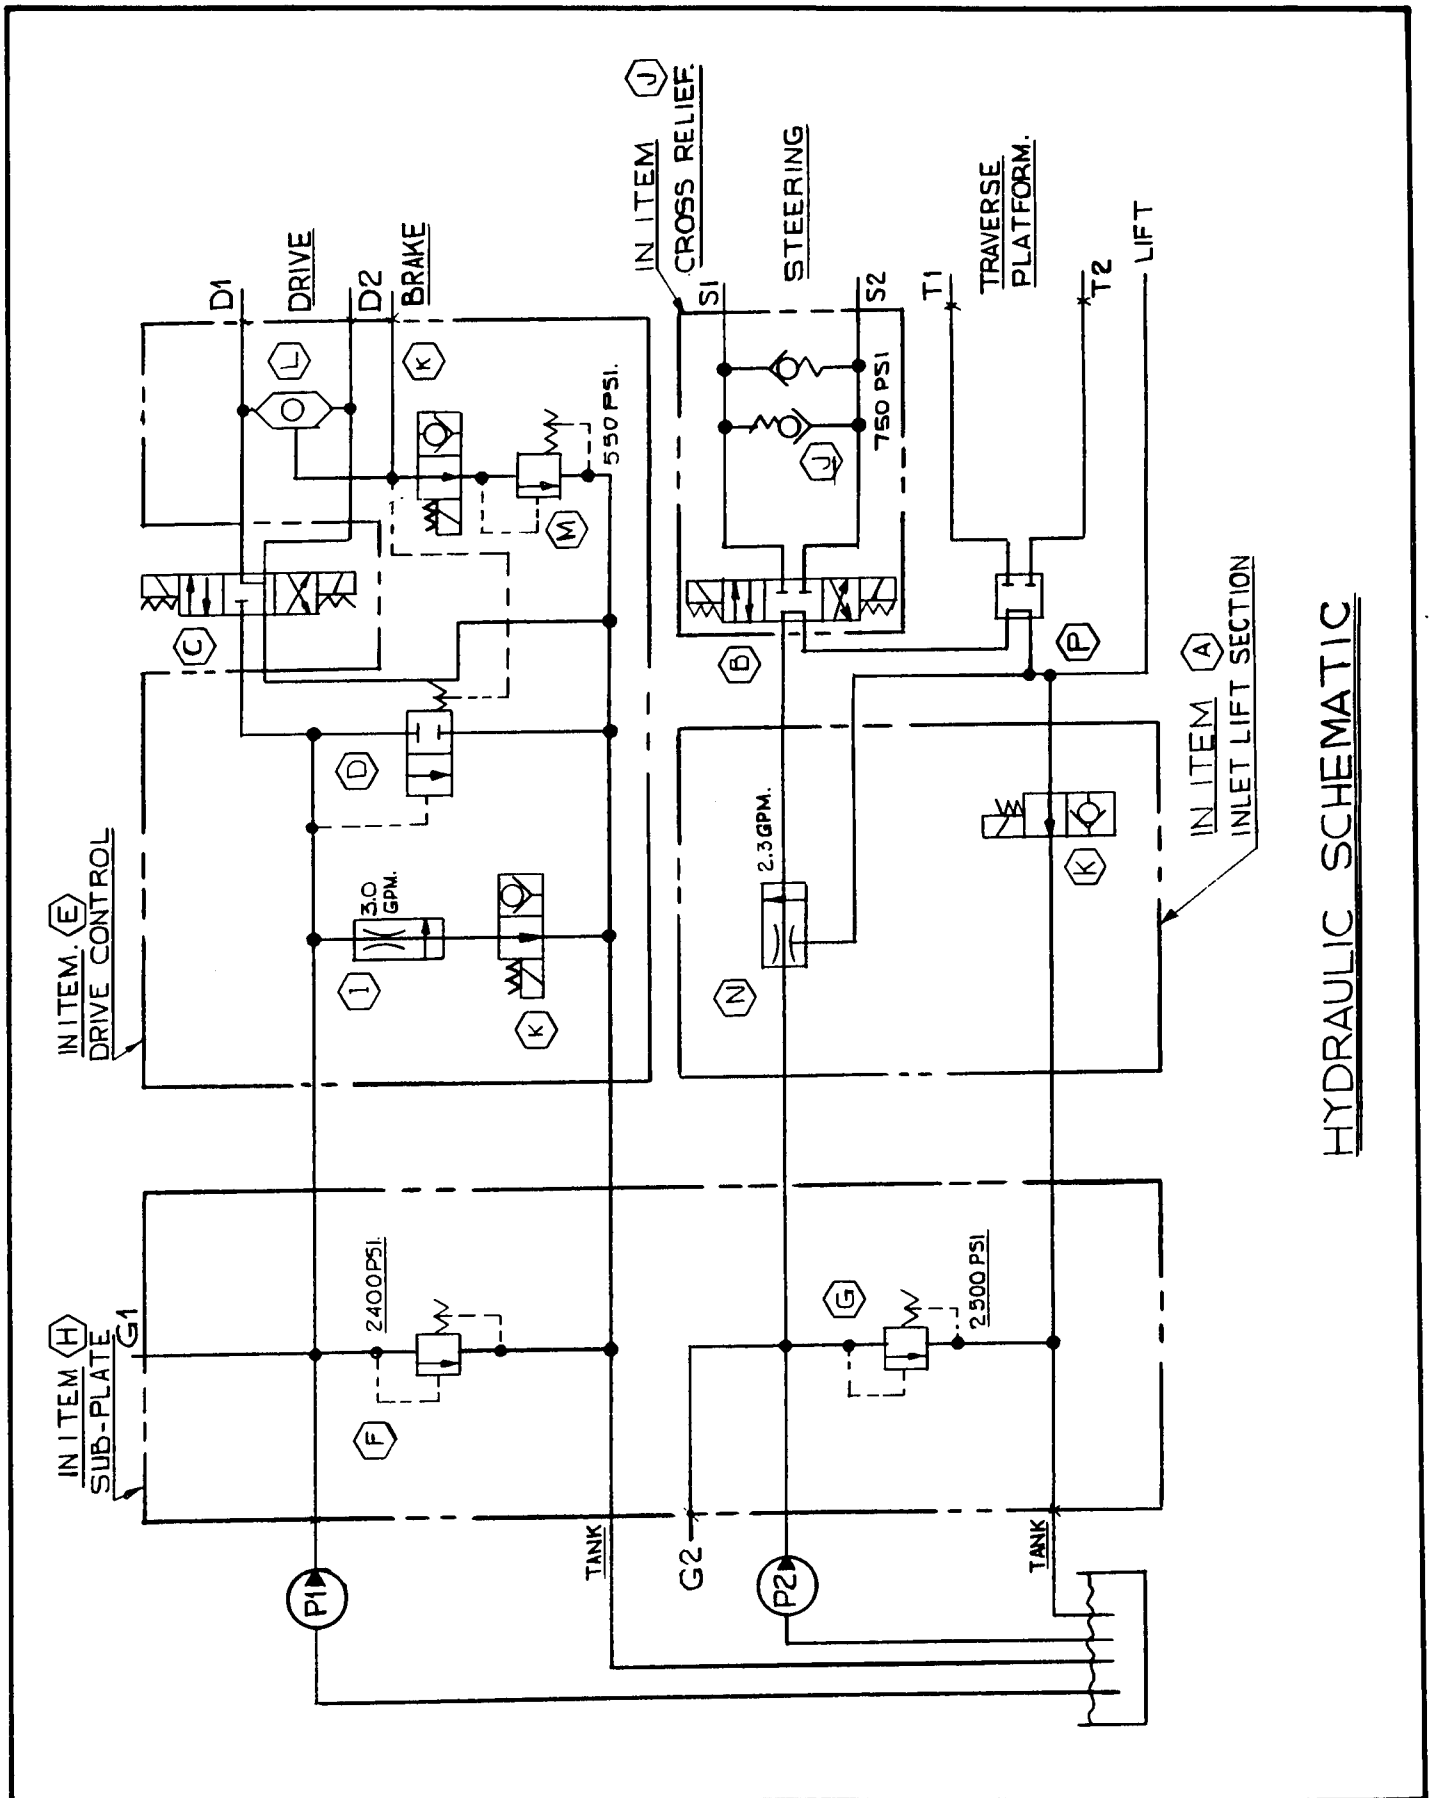 IN ITEM H
SUB-PLATE
G1
2400 PSI.
F
P1
TANK
G2
P2
TANK
G
2500 PSI
IN ITEM. E
DRIVE CONTROL
I
3.0
GPM.
K
D
C
L
K
M
550 PSI.
D1
DRIVE
D2
BRAKE
N
2.3 GPM.
K
IN ITEM A
INLET LIFT SECTION
B
P
J
750 PSI
IN ITEM J
CROSS RELIEF.
S1
STEERING
S2
T1
TRAVERSE
PLATFORM.
T2
LIFT
HYDRAULIC SCHEMATIC